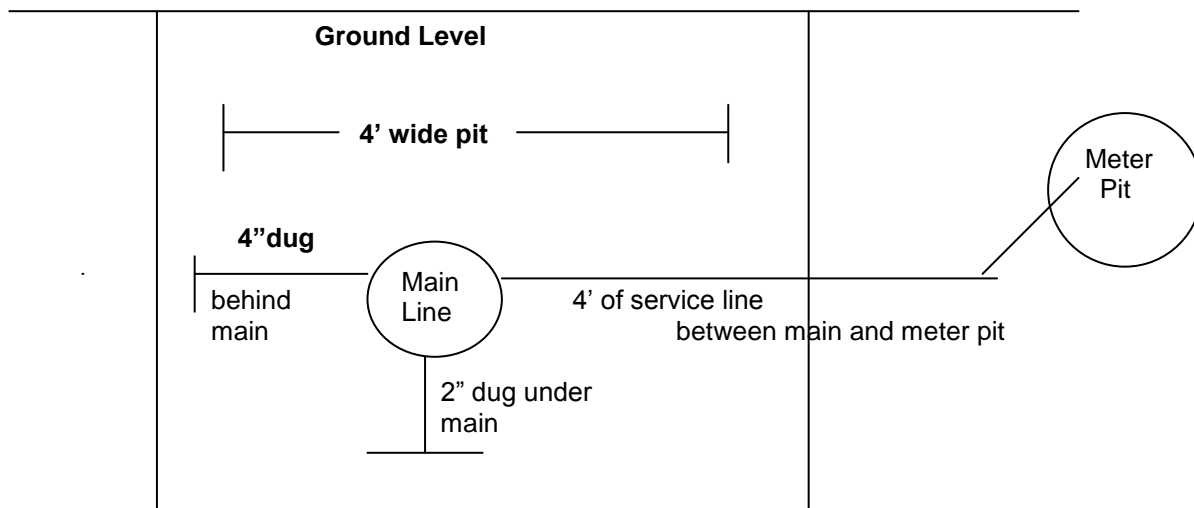 Ground Level
4’ wide pit
Meter
Pit
4”dug
Main
Line
behind
main
4’ of service line
between main and meter pit
2” dug under
main